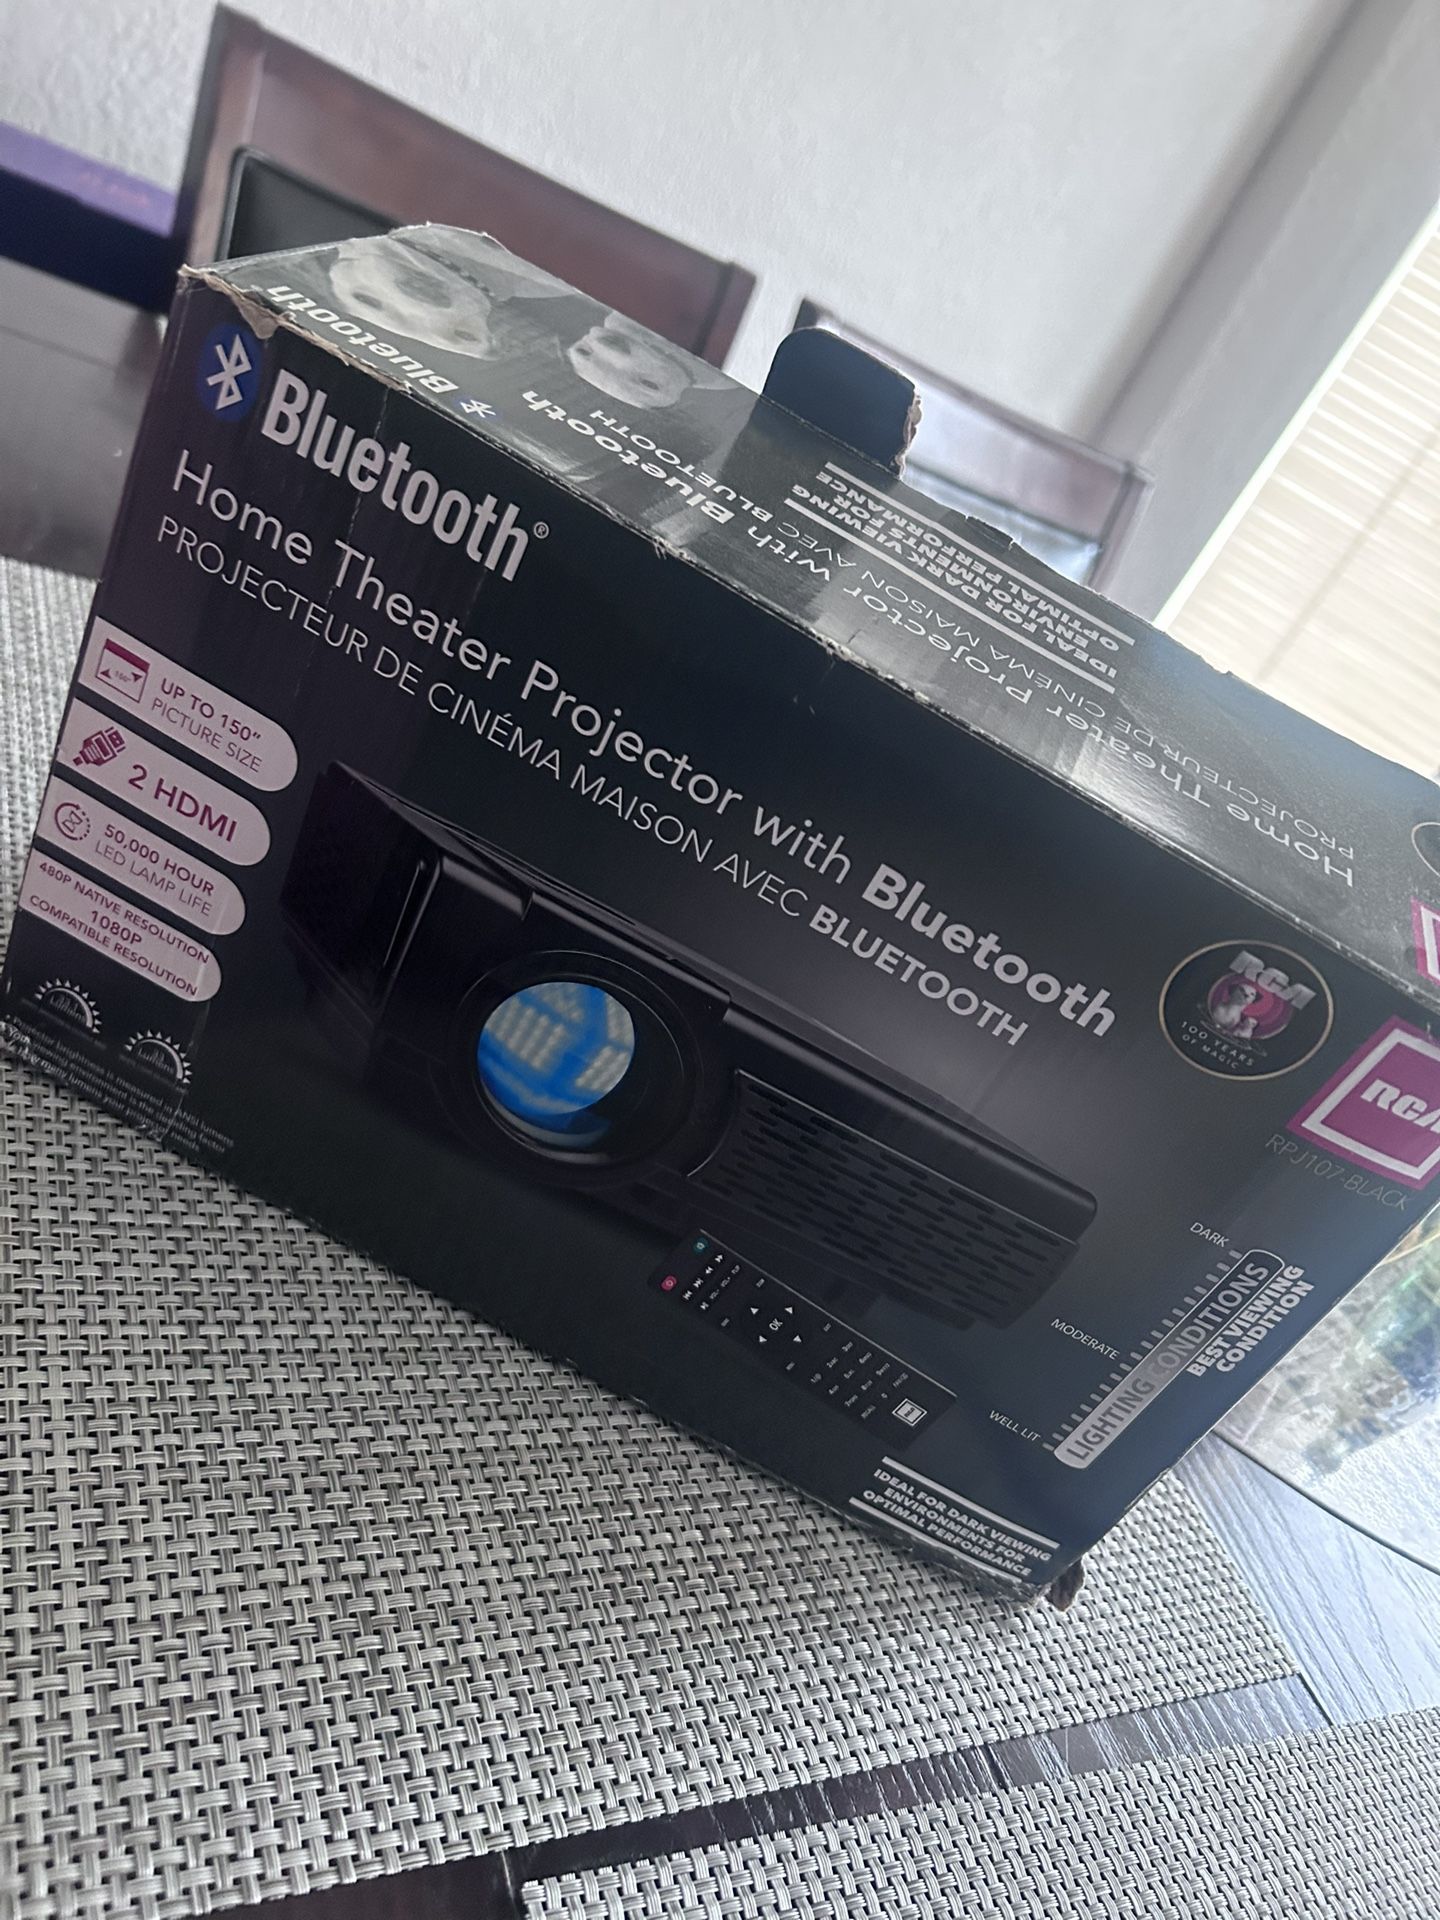 Bluetooth
Bluetooth
Home Theater Projector with Bluetooth
PROJECTEUR DE CINÉMA MAISON AVEC BLUETOOTH
IDEAL FOR DARK VIEWING
ENVIRONMENTS FOR
OPTIMAL PERFORMANCE
Bluetooth®
Home Theater Projector with Bluetooth
PROJECTEUR DE CINÉMA MAISON AVEC BLUETOOTH
UP TO 150"
PICTURE SIZE
2 HDMI
50,000 HOUR
LED LAMP LIFE
480P NATIVE RESOLUTION
1080P
COMPATIBLE RESOLUTION
RCA
100 YEARS
OF MAGIC
RCA
RPJ107-BLACK
DARK
MODERATE
WELL LIT
LIGHTING CONDITIONS
BEST VIEWING
CONDITION
OK
IDEAL FOR DARK VIEWING
ENVIRONMENTS FOR
OPTIMAL PERFORMANCE